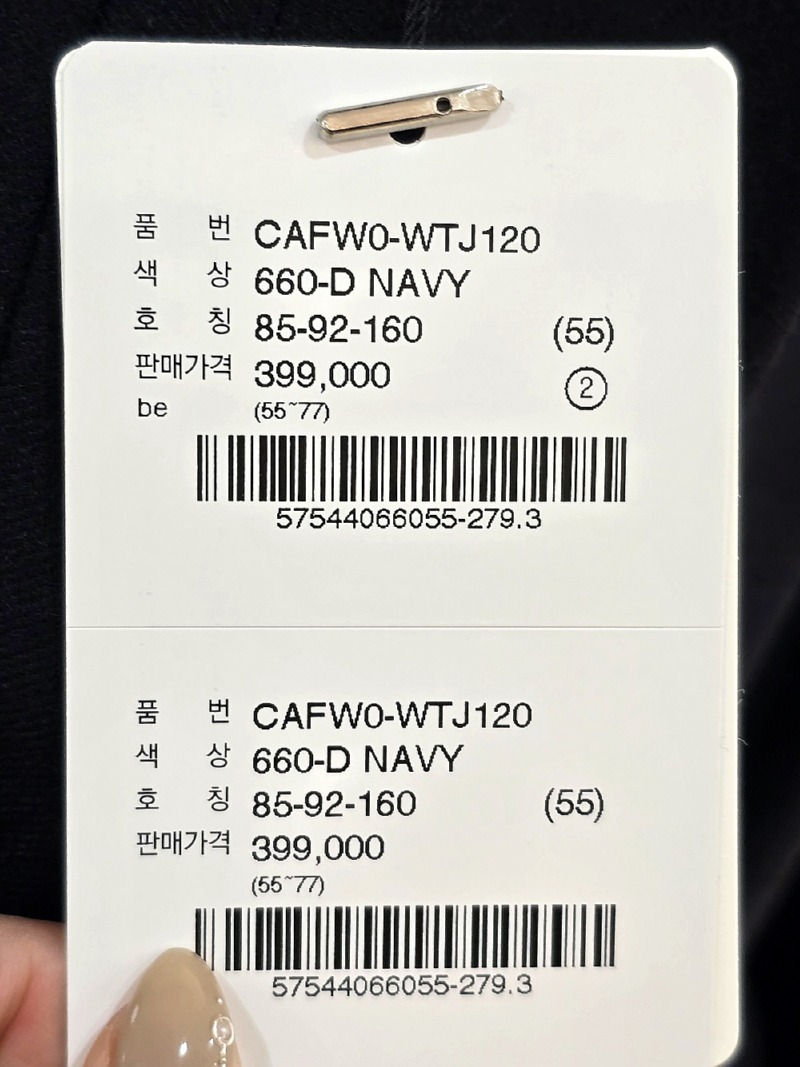 품 번 CAFW0-WTJ120
색 상 660-D NAVY
호 칭 85-92-160 (55)
판매가격 399,000 ②
be (55~77)
57544066055-279.3
품 번 CAFW0-WTJ120
색 상 660-D NAVY
호 칭 85-92-160 (55)
판매가격 399,000
(55~77)
57544066055-279.3